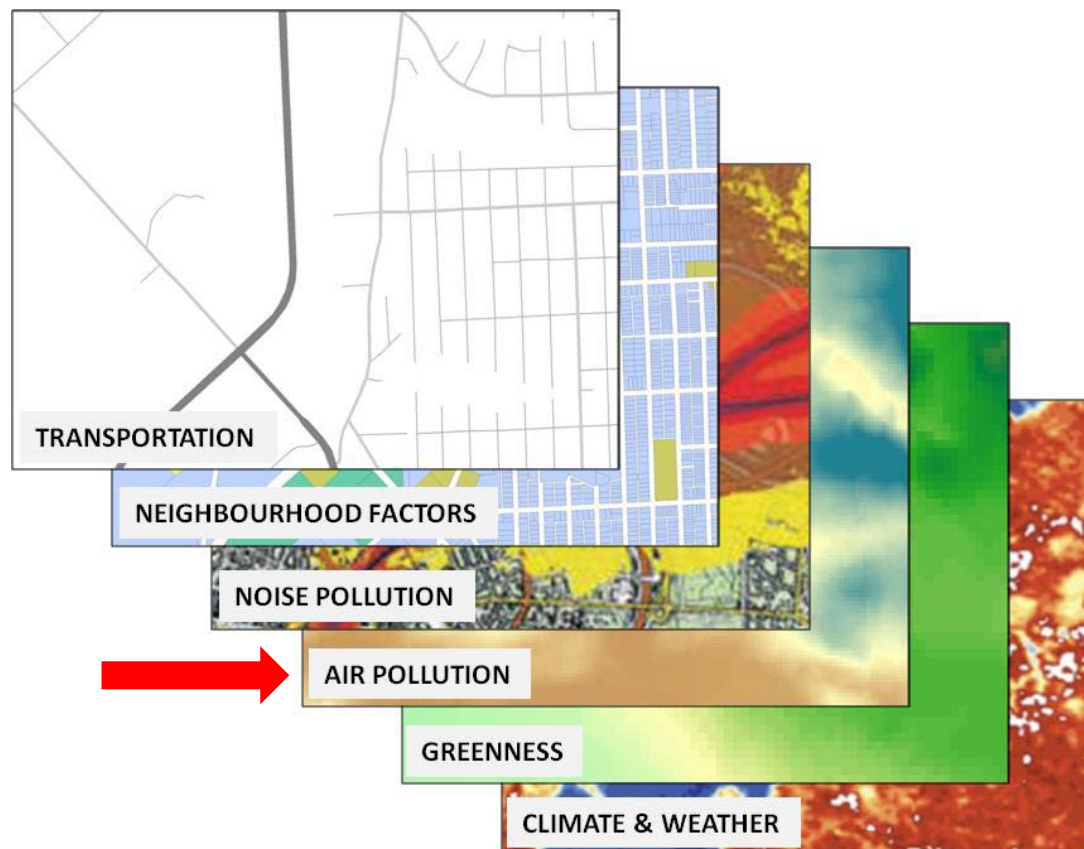 TRANSPORTATION
NEIGHBOURHOOD FACTORS
NOISE POLLUTION
AIR POLLUTION
GREENNESS
CLIMATE & WEATHER